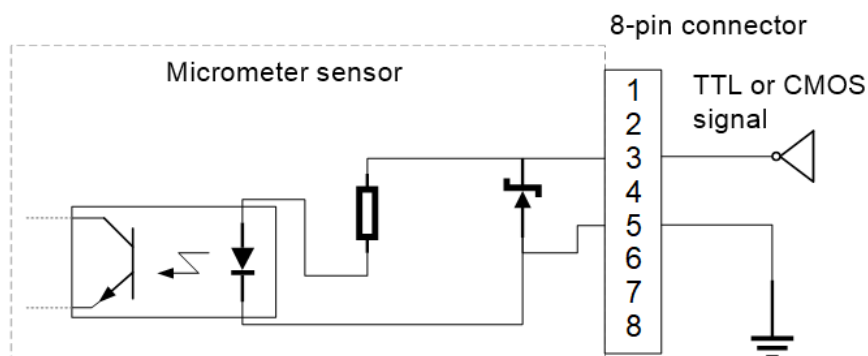 8-pin connector
Micrometer sensor
TTL or CMOS
signal
1
2
3
4
5
6
7
8